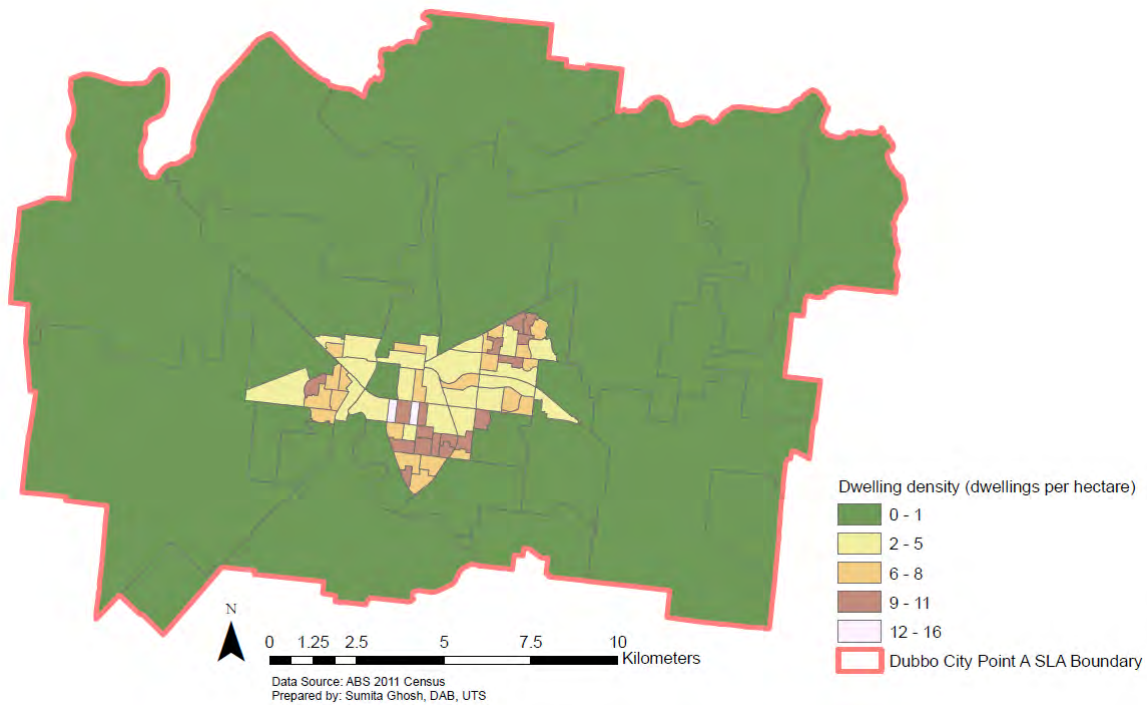 Dwelling density (dwellings per hectare)
0 - 1
2 - 5
6 - 8
9 - 11
12 - 16
Dubbo City Point A SLA Boundary
N
0 1.25 2.5 5 7.5 10
Kilometers
Data Source: ABS 2011 Census
Prepared by: Sumita Ghosh, DAB, UTS